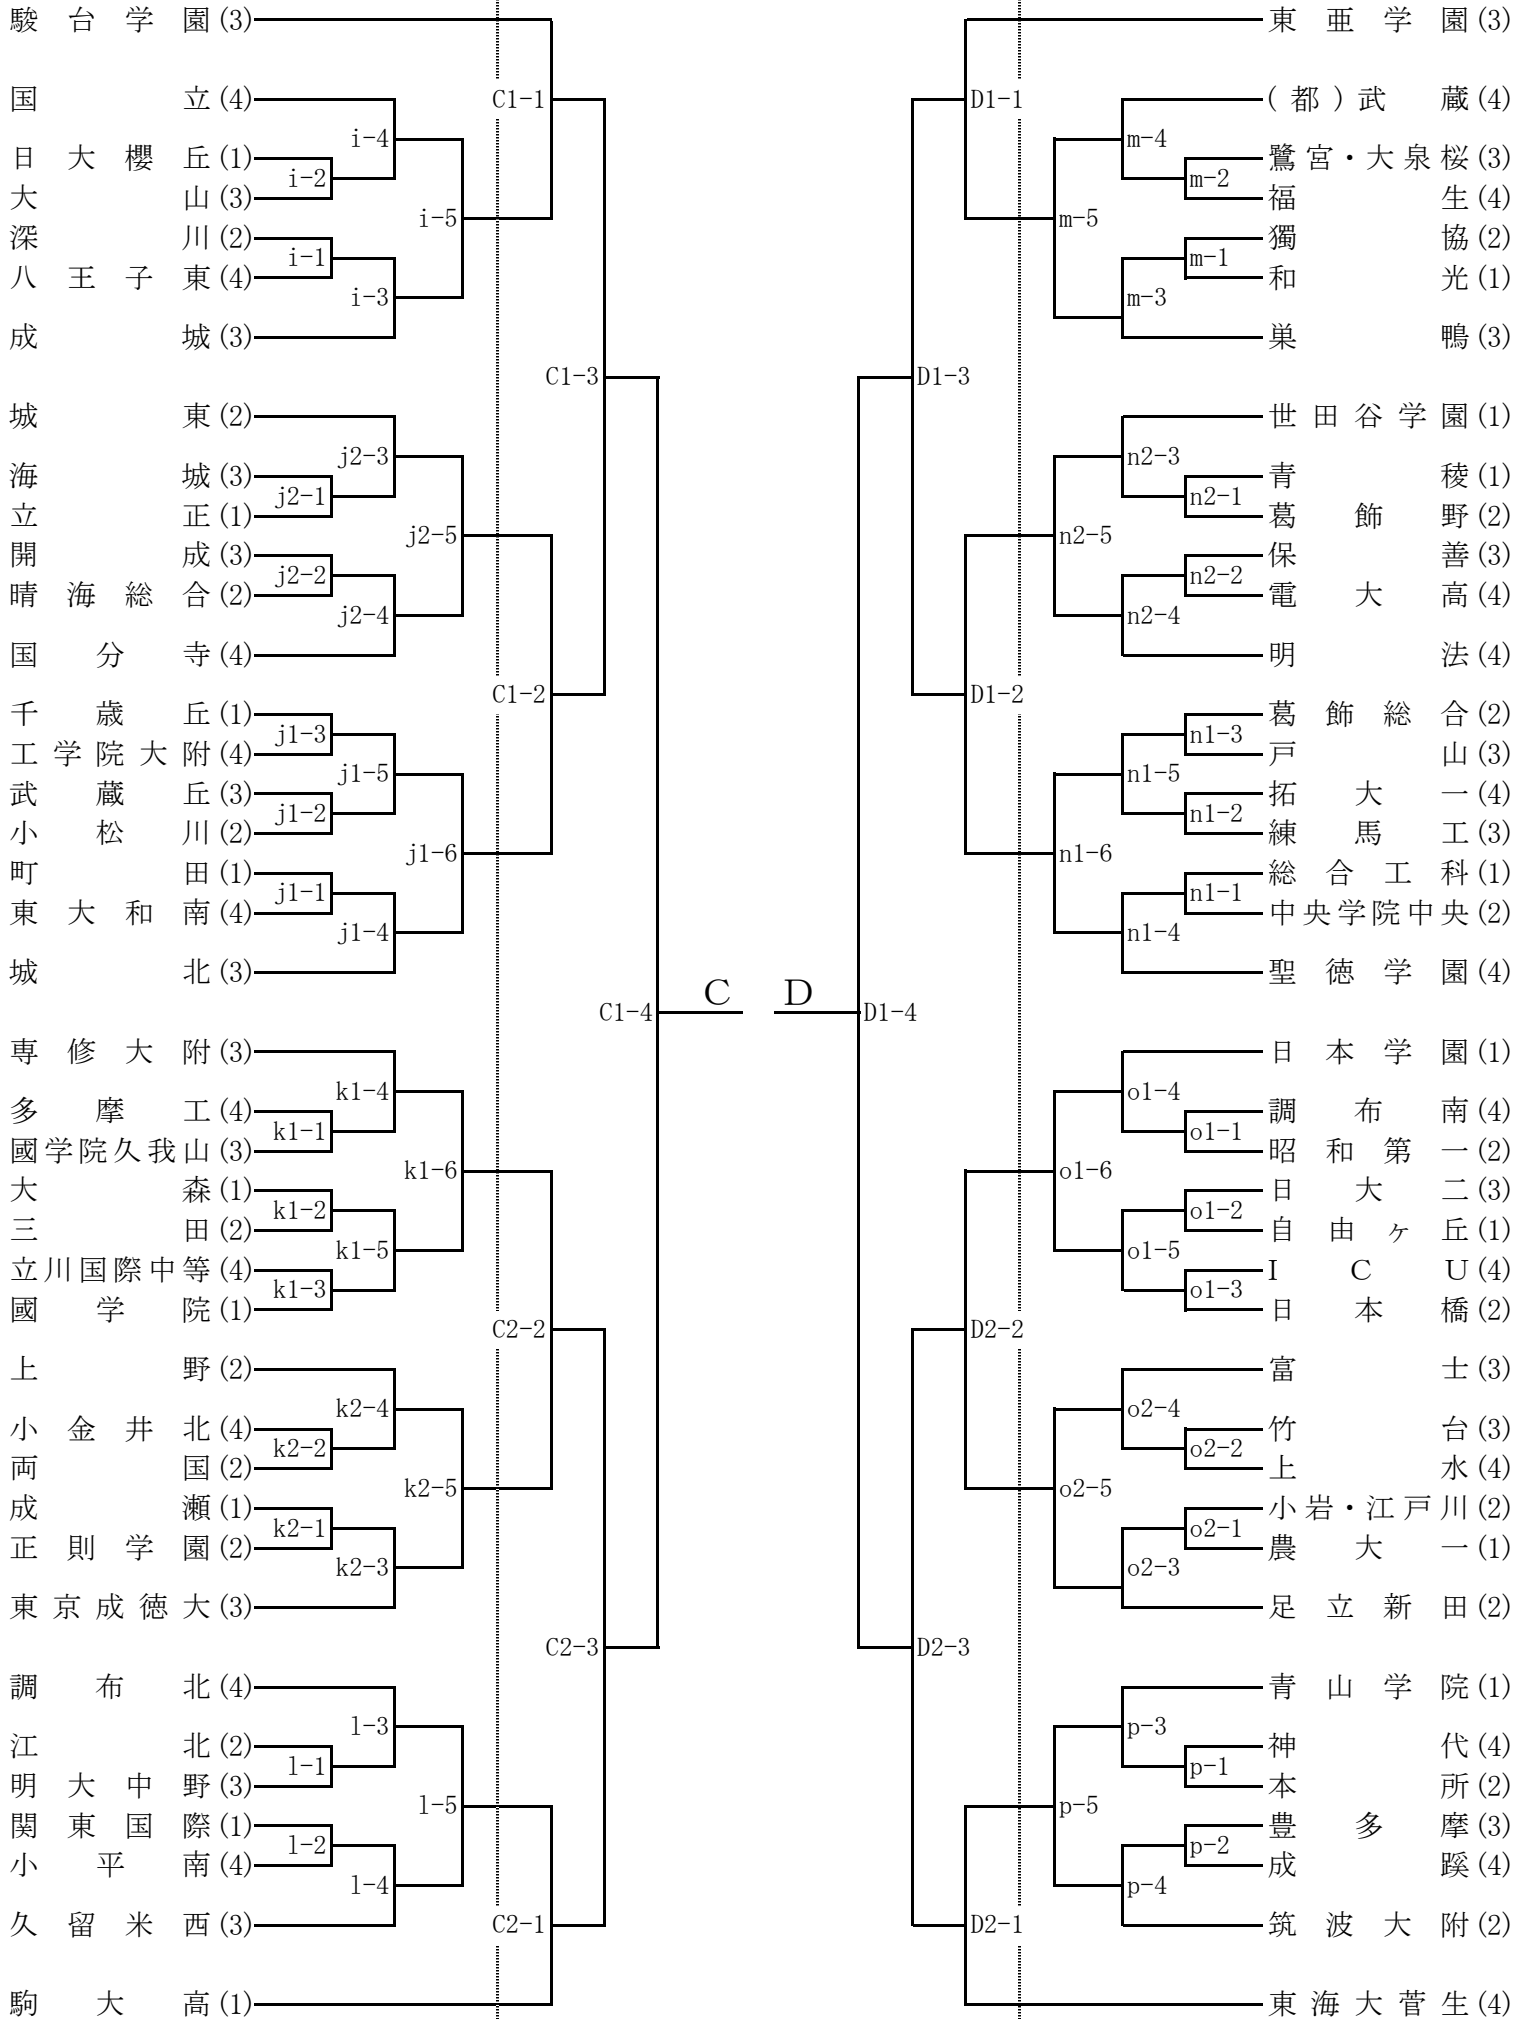 駿台学園(3)
国立(4)
日大櫻丘(1)
大山(3)
深川(2)
八王子東(4)
成城(3)
城東(2)
海城(3)
立正(1)
開成(3)
晴海総合(2)
国分寺(4)
千歳丘(1)
工学院大附(4)
武蔵丘(3)
小松川(2)
町田(1)
東大和南(4)
城北(3)
専修大附(3)
多摩工(4)
國学院久我山(3)
大森(1)
三田(2)
立川国際中等(4)
國学院(1)
上野(2)
小金井北(4)
両国(2)
成瀬(1)
正則学園(2)
東京成徳大(3)
調布北(4)
江北(2)
明大中野(3)
関東国際(1)
小平南(4)
久留米西(3)
駒大高(1)
i-4
i-2
i-5
i-1
i-3
j2-3
j2-1
j2-5
j2-2
j2-4
j1-3
j1-5
j1-2
j1-6
j1-1
j1-4
k1-4
k1-1
k1-6
k1-2
k1-5
k1-3
k2-4
k2-2
k2-5
k2-1
k2-3
l-3
l-1
l-5
l-2
l-4
C1-1
C1-3
C1-2
C1-4
C2-2
C2-3
C2-1
C
D
D1-1
D1-3
D1-2
D1-4
D2-2
D2-3
D2-1
m-4
m-2
m-5
m-1
m-3
n2-3
n2-1
n2-5
n2-2
n2-4
n1-3
n1-5
n1-2
n1-6
n1-1
n1-4
o1-4
o1-1
o1-6
o1-2
o1-5
o1-3
o2-4
o2-2
o2-5
o2-1
o2-3
p-3
p-1
p-5
p-2
p-4
東亜学園(3)
(都)武蔵(4)
鷺宮・大泉桜(3)
福生(4)
獨協(2)
和光(1)
巣鴨(3)
世田谷学園(1)
青稜(1)
葛飾野(2)
保善(3)
電大高(4)
明法(4)
葛飾総合(2)
戸山(3)
拓大一(4)
練馬工(3)
総合工科(1)
中央学院中央(2)
聖徳学園(4)
日本学園(1)
調布南(4)
昭和第一(2)
日大二(3)
自由ヶ丘(1)
ICU(4)
日本橋(2)
富士(3)
竹台(3)
上水(4)
小岩・江戸川(2)
農大一(1)
足立新田(2)
青山学院(1)
神代(4)
本所(2)
豊多摩(3)
成蹊(4)
筑波大附(2)
東海大菅生(4)